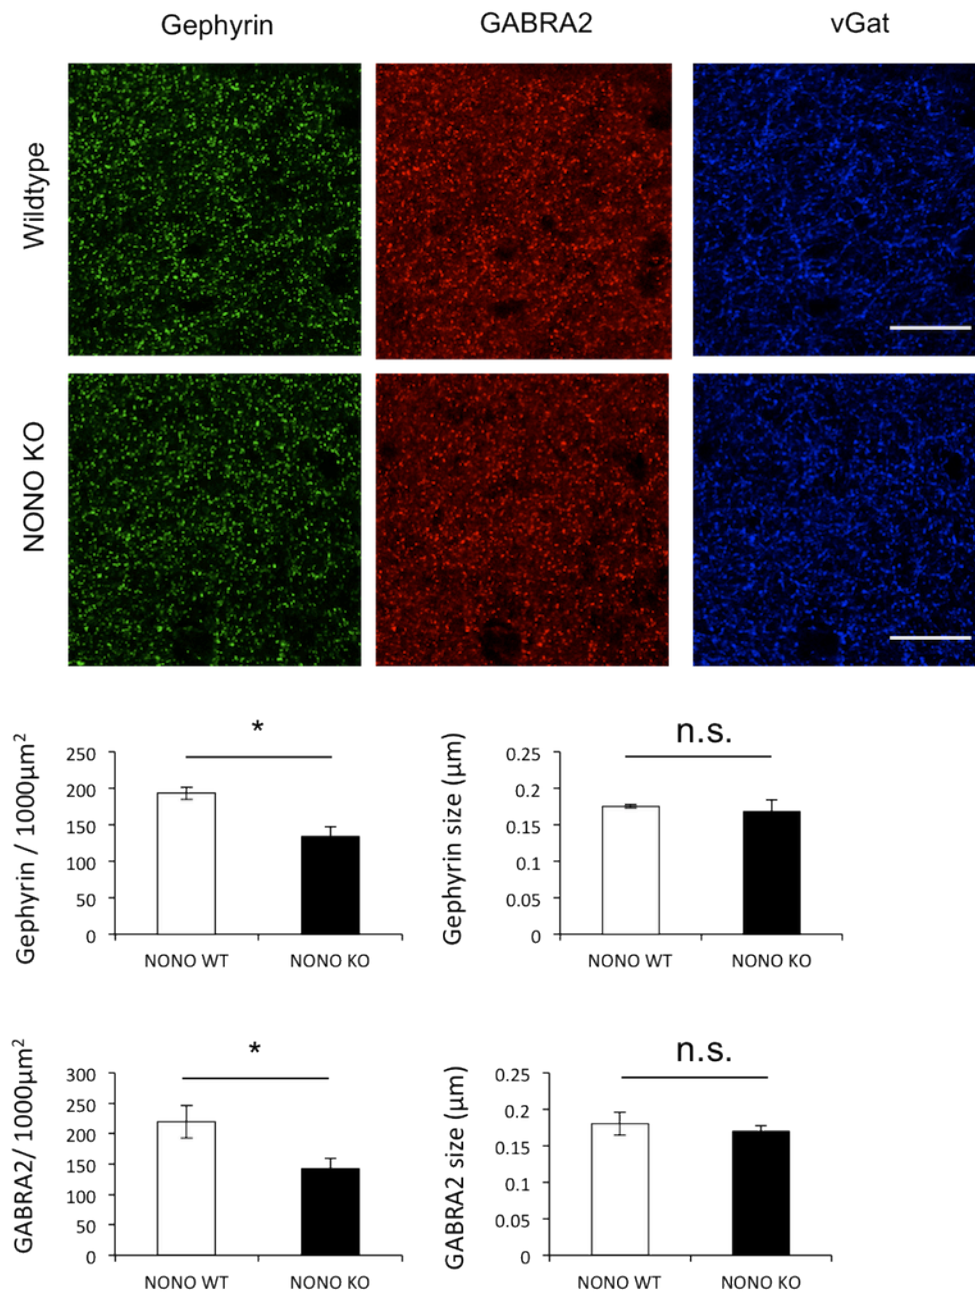 Gephyrin GABRA2 vGat
Wildtype
NONO KO
* n.s.
Gephyrin / 1000µm²
250
200
150
100
50
0
NONO WT NONO KO
Gephyrin size (µm)
0.25
0.2
0.15
0.1
0.05
0
NONO WT NONO KO
* n.s.
GABRA2/ 1000µm²
300
250
200
150
100
50
0
NONO WT NONO KO
GABRA2 size (µm)
0.25
0.2
0.15
0.1
0.05
0
NONO WT NONO KO